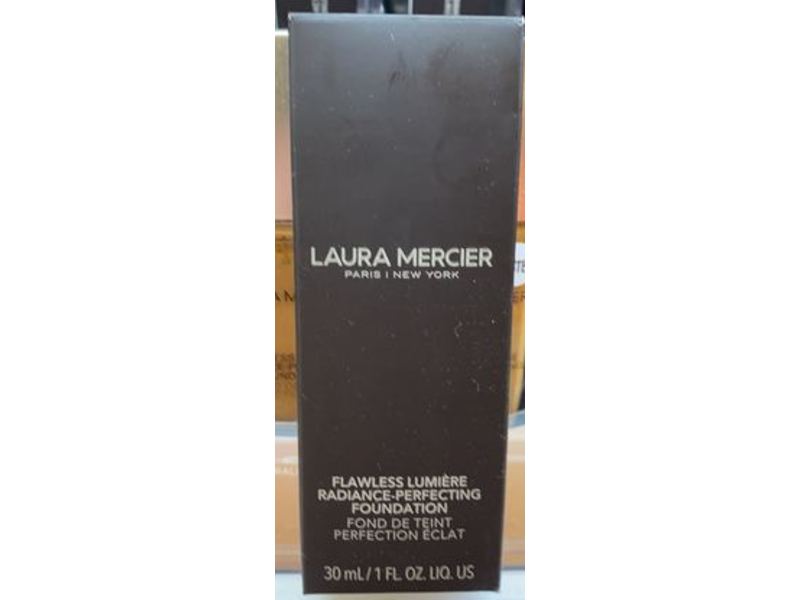 LAURA MERCIER
PARIS | NEW YORK
FLAWLESS LUMIÈRE
RADIANCE-PERFECTING
FOUNDATION
FOND DE TEINT
PERFECTION ÉCLAT
30 mL / 1 FL. OZ. LIQ. US